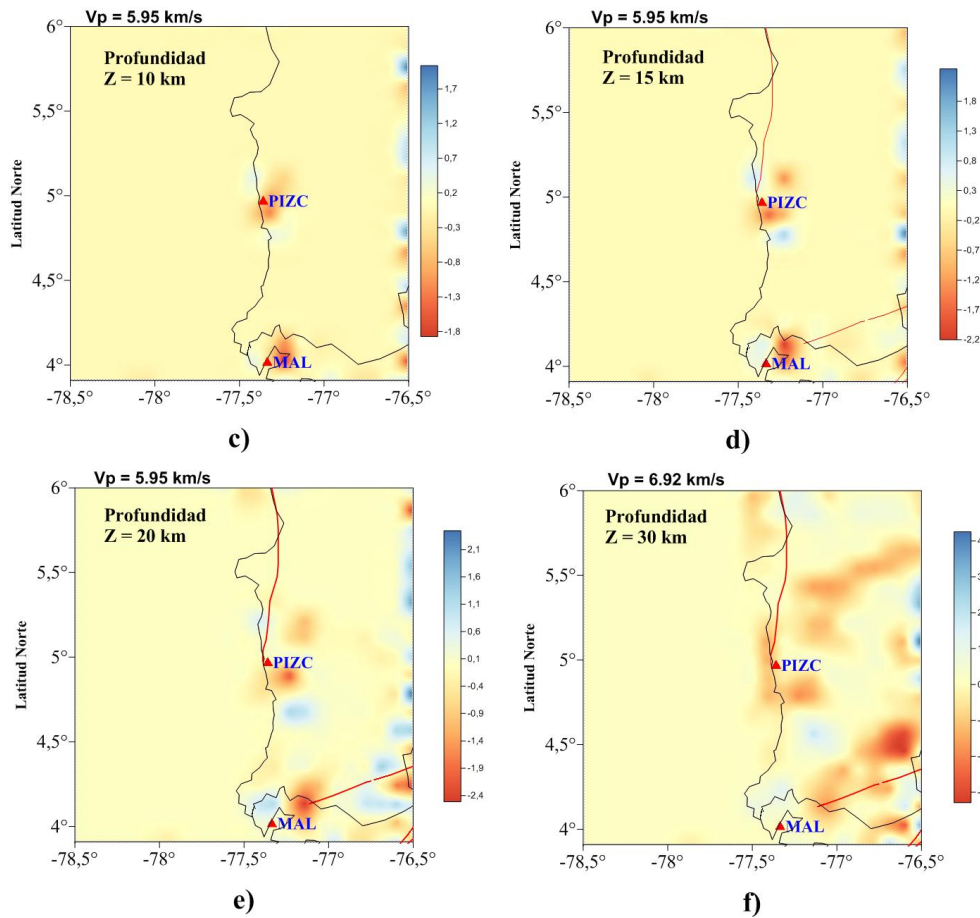 Vp = 5.95 km/s
6°
Profundidad
Z = 10 km
5,5°
5°
4,5°
4°
Latitud Norte
PIZC
MAL
-78,5° -78° -77,5° -77° -76,5°
1,7
1,2
0,7
0,2
-0,3
-0,8
-1,3
-1,8
c)
Vp = 5.95 km/s
6°
Profundidad
Z = 15 km
5,5°
5°
4,5°
4°
Latitud Norte
PIZC
MAL
-78,5° -78° -77,5° -77° -76,5°
1,8
1,3
0,8
0,3
-0,2
-0,7
-1,2
-1,7
-2,2
d)
Vp = 5.95 km/s
6°
Profundidad
Z = 20 km
5,5°
5°
4,5°
4°
Latitud Norte
PIZC
MAL
-78,5° -78° -77,5° -77° -76,5°
2,1
1,6
1,1
0,6
0,1
-0,4
-0,9
-1,4
-1,9
-2,4
e)
Vp = 6.92 km/s
6°
Profundidad
Z = 30 km
5,5°
5°
4,5°
4°
Latitud Norte
PIZC
MAL
-78,5° -78° -77,5° -77° -76,5°
0
f)